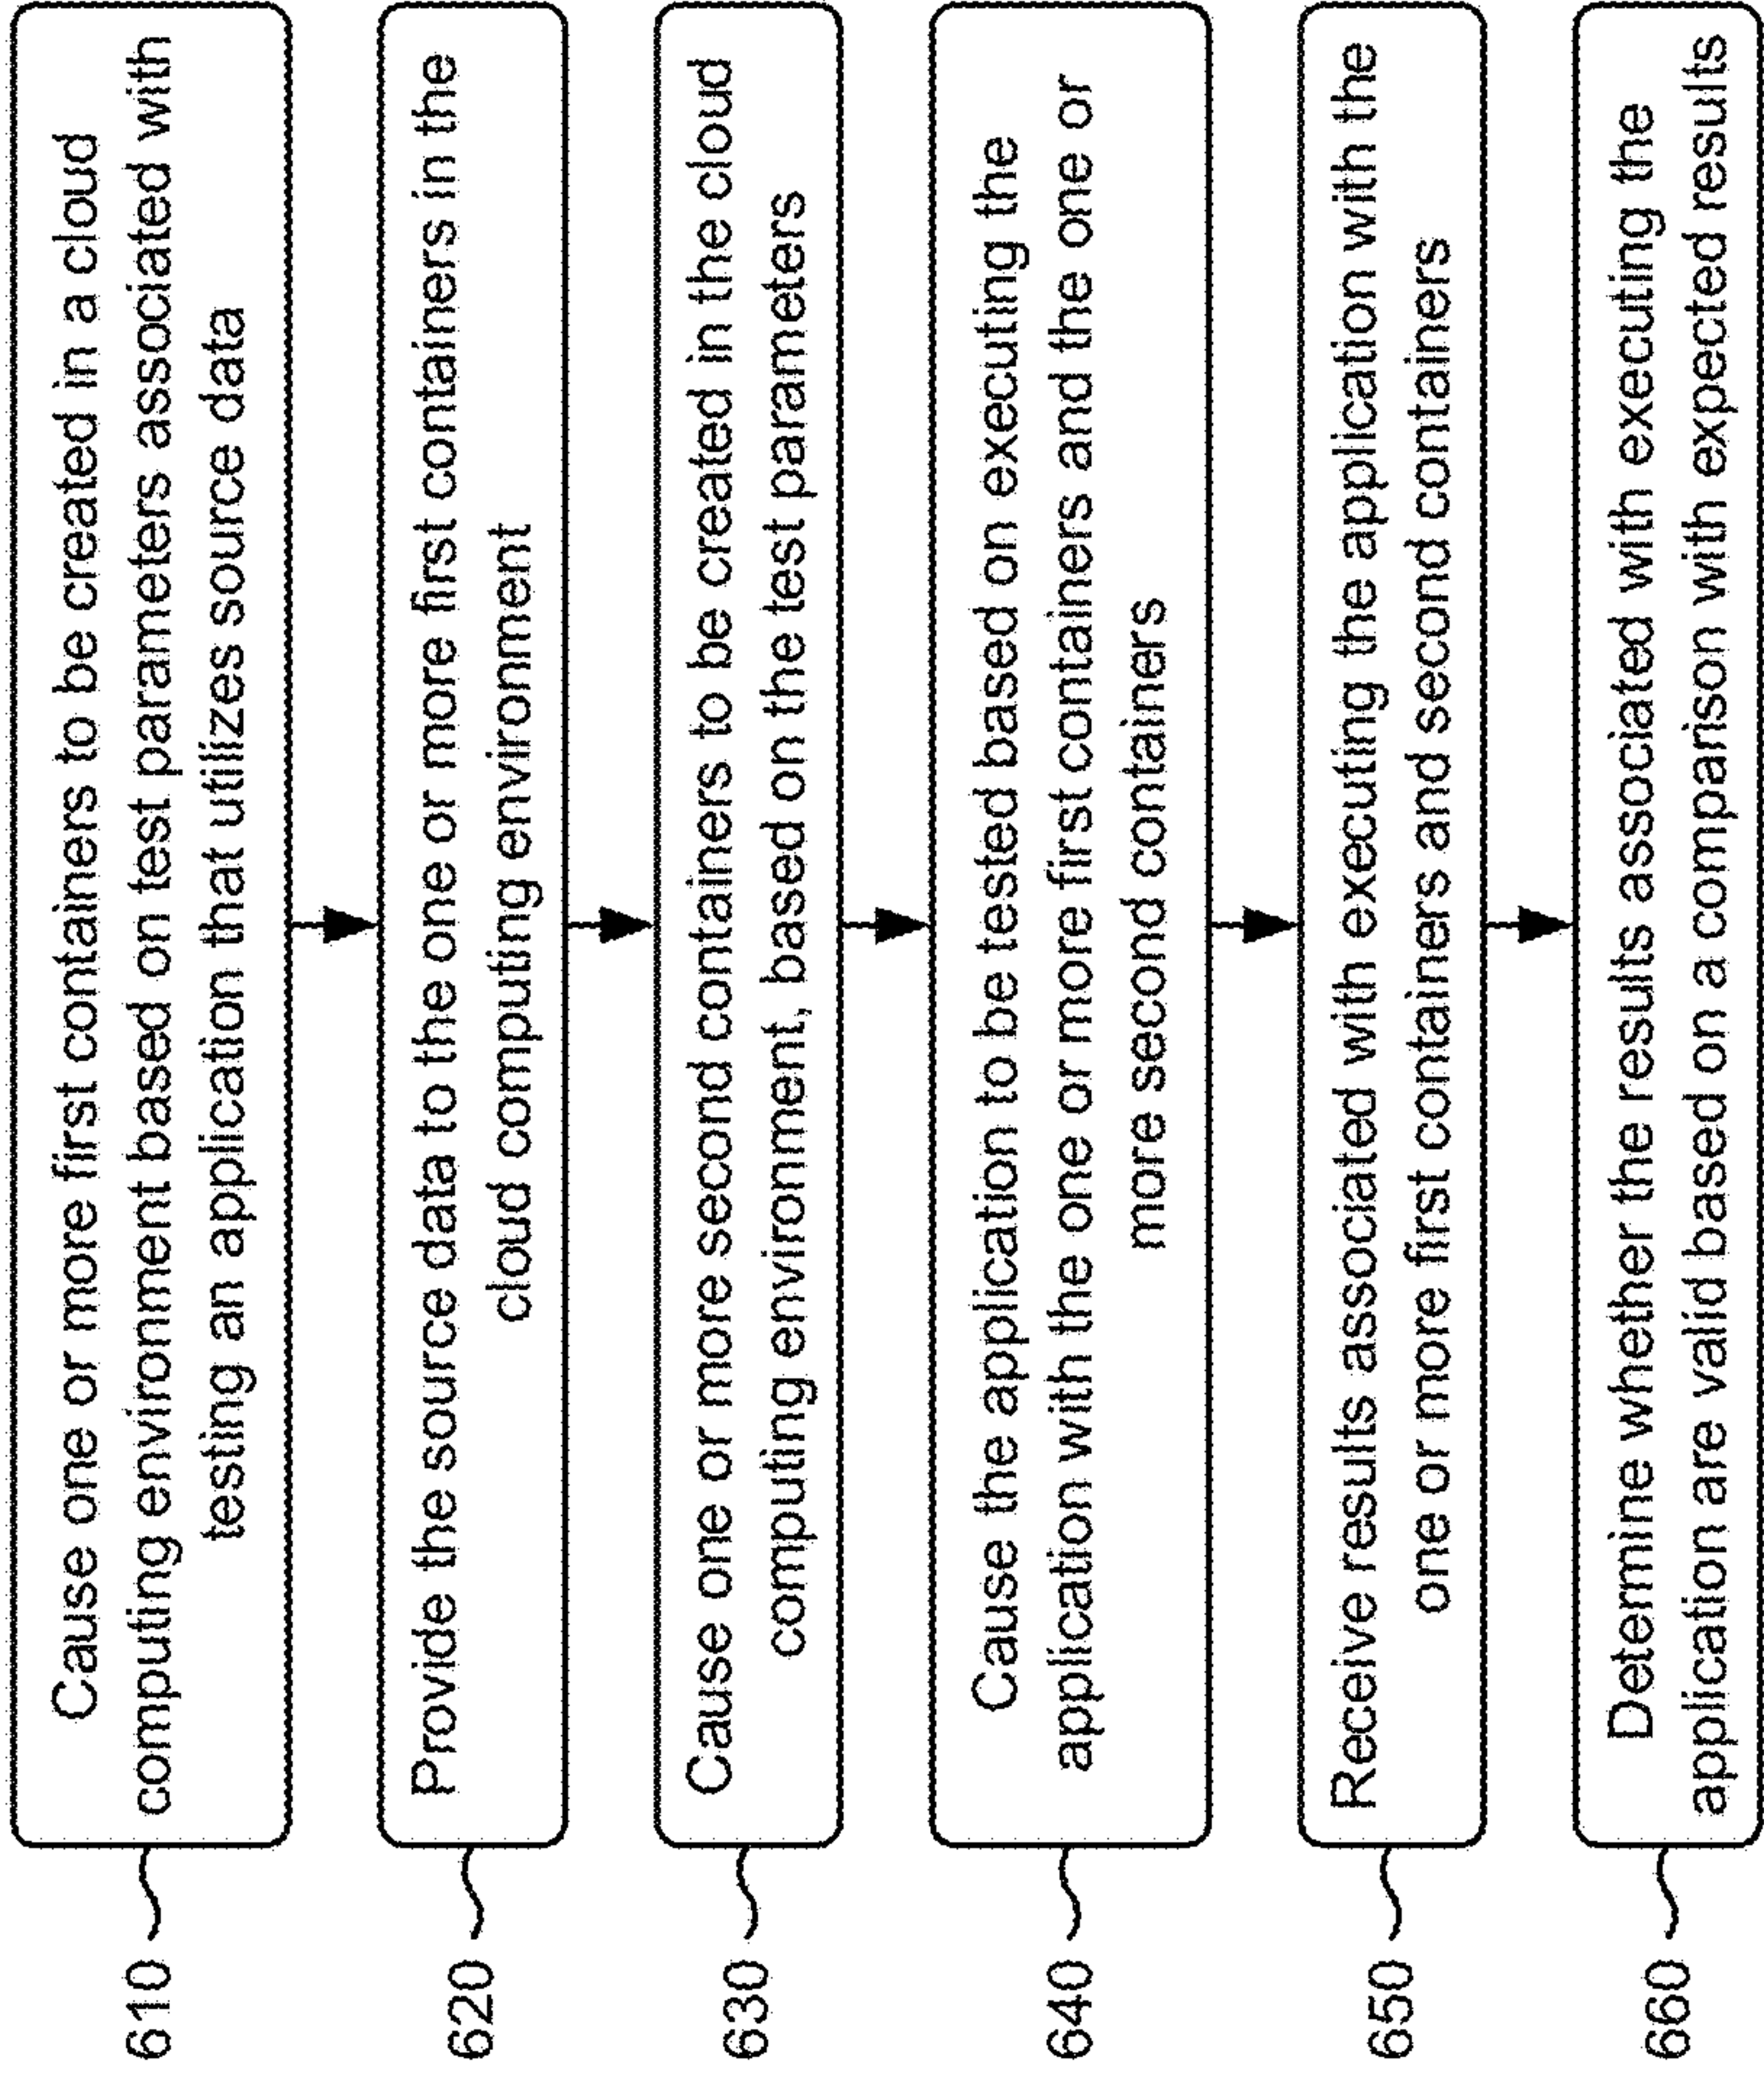 610
Cause one or more first containers to be created in a cloud
computing environment based on test parameters associated with
testing an application that utilizes source data
620
Provide the source data to the one or more first containers in the
cloud computing environment
630
Cause one or more second containers to be created in the cloud
computing environment, based on the test parameters
640
Cause the application to be tested based on executing the
application with the one or more first containers and the one or
more second containers
650
Receive results associated with executing the application with the
one or more first containers and second containers
660
Determine whether the results associated with executing the
application are valid based on a comparison with expected results